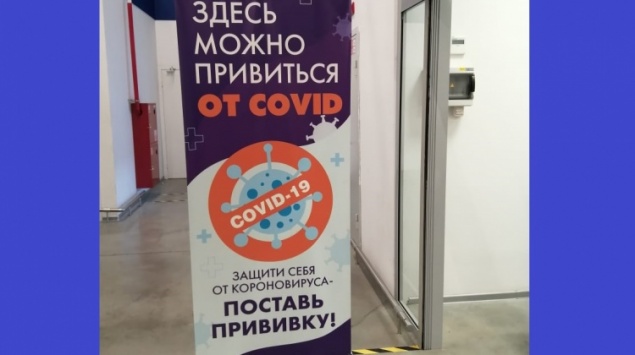 ЗДЕСЬ
МОЖНО
ПРИВИТЬСЯ
ОТ COVID
COVID-19
ЗАЩИТИ СЕБЯ
ОТ КОРОНОВИРУСА-
ПОСТАВЬ
ПРИВИВКУ!